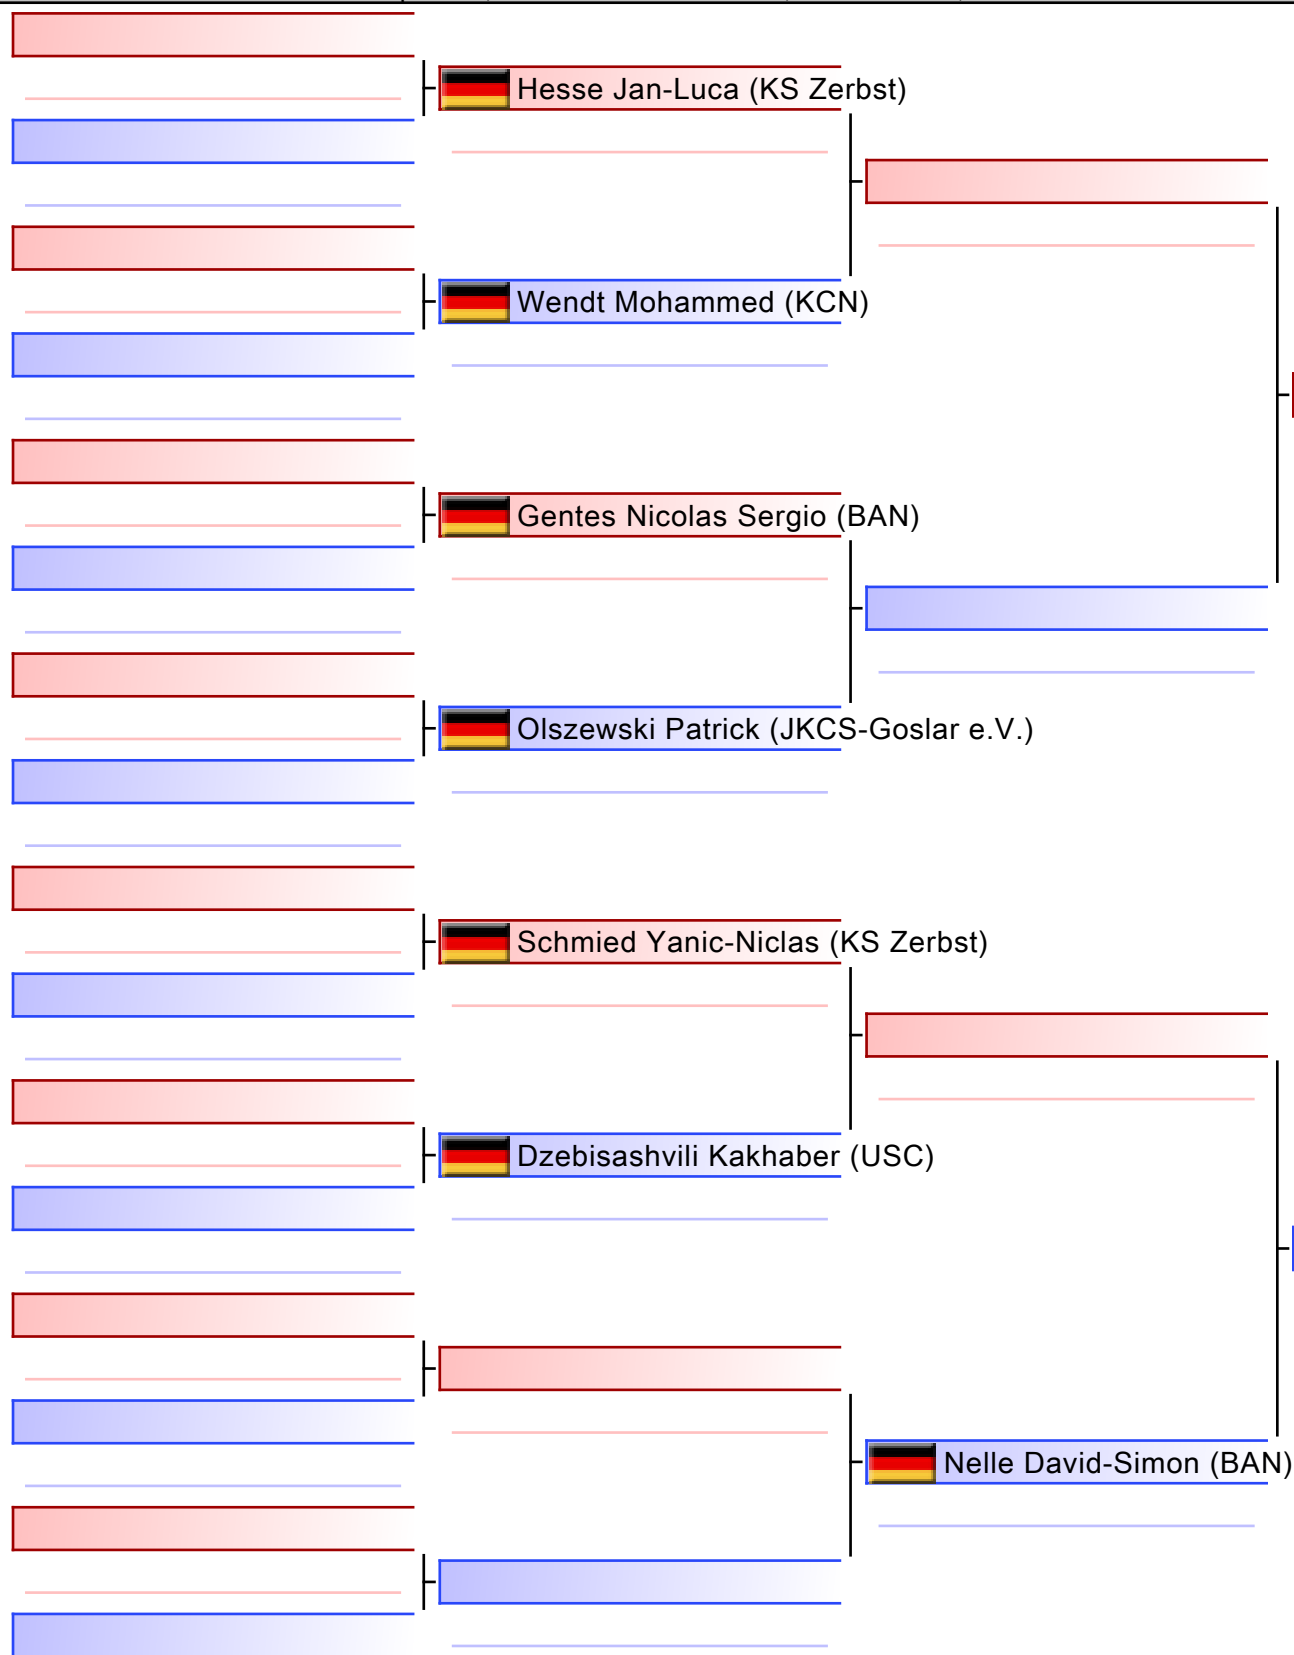 Hesse Jan-Luca (KS Zerbst)
Wendt Mohammed (KCN)
Gentes Nicolas Sergio (BAN)
Olszewski Patrick (JKCS-Goslar e.V.)
Schmied Yanic-Niclas (KS Zerbst)
Dzebisashvili Kakhaber (USC)
Nelle David-Simon (BAN)